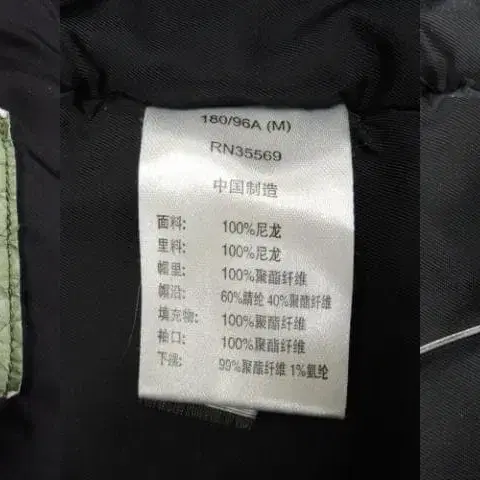 180/96A (M)
RN35569
中国制造
面料: 100%尼龙
里料: 100%尼龙
帽里: 100%聚酯纤维
帽沿: 60%腈纶 40%聚酯纤维
填充物: 100%聚酯纤维
袖口: 100%聚酯纤维
下摆: 99%聚酯纤维 1%氨纶